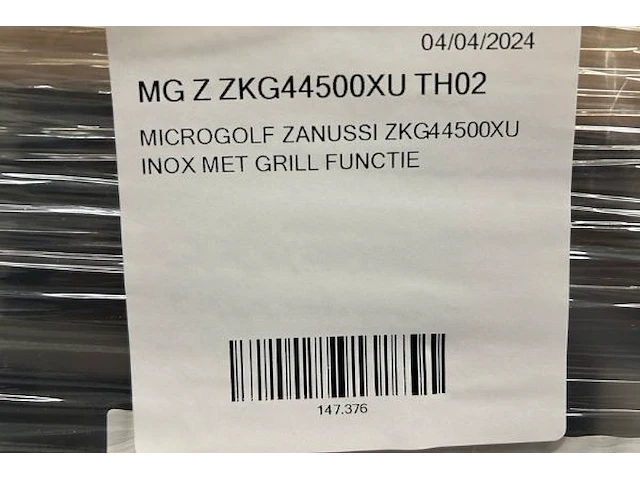 04/04/2024
MG Z ZKG44500XU TH02
MICROGOLF ZANUSSI ZKG44500XU
INOX MET GRILL FUNCTIE
147.376